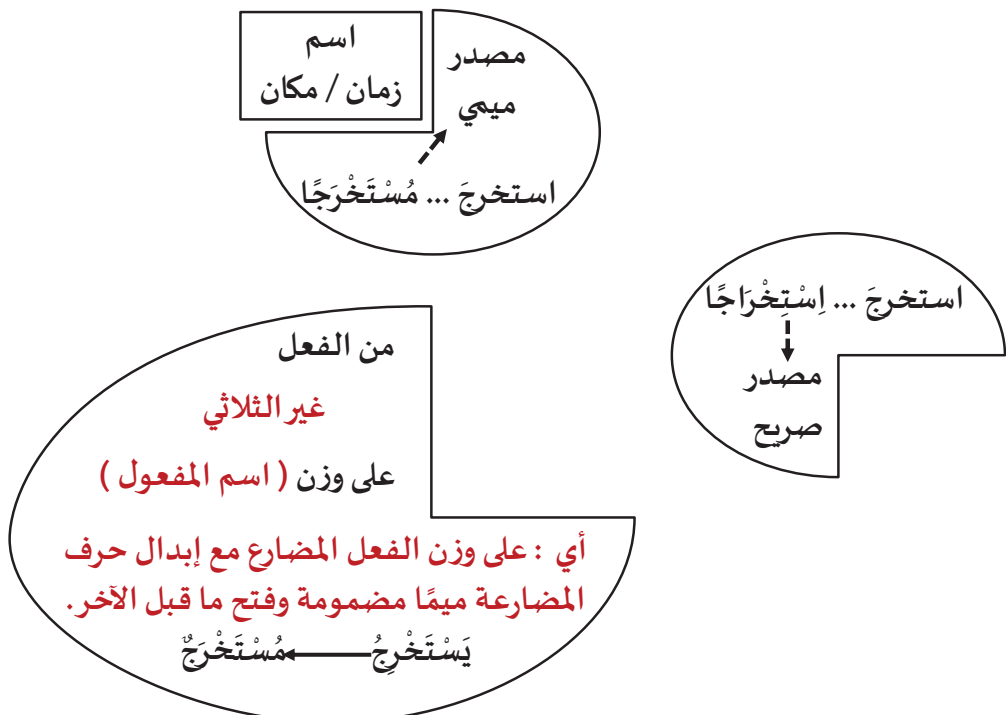 اسم
زمان / مكان
مصدر
ميمي
استخرجَ ... مُسْتَخْرَجًا
استخرجَ ... اِسْتِخْرَاجًا
مصدر
صريح
من الفعل
غير الثلاثي
على وزن ( اسم المفعول )
أي : على وزن الفعل المضارع مع إبدال حرف
المضارعة ميمًا مضمومة وفتح ما قبل الآخر.
يَسْتَخْرِجُ مُسْتَخْرَجٌ